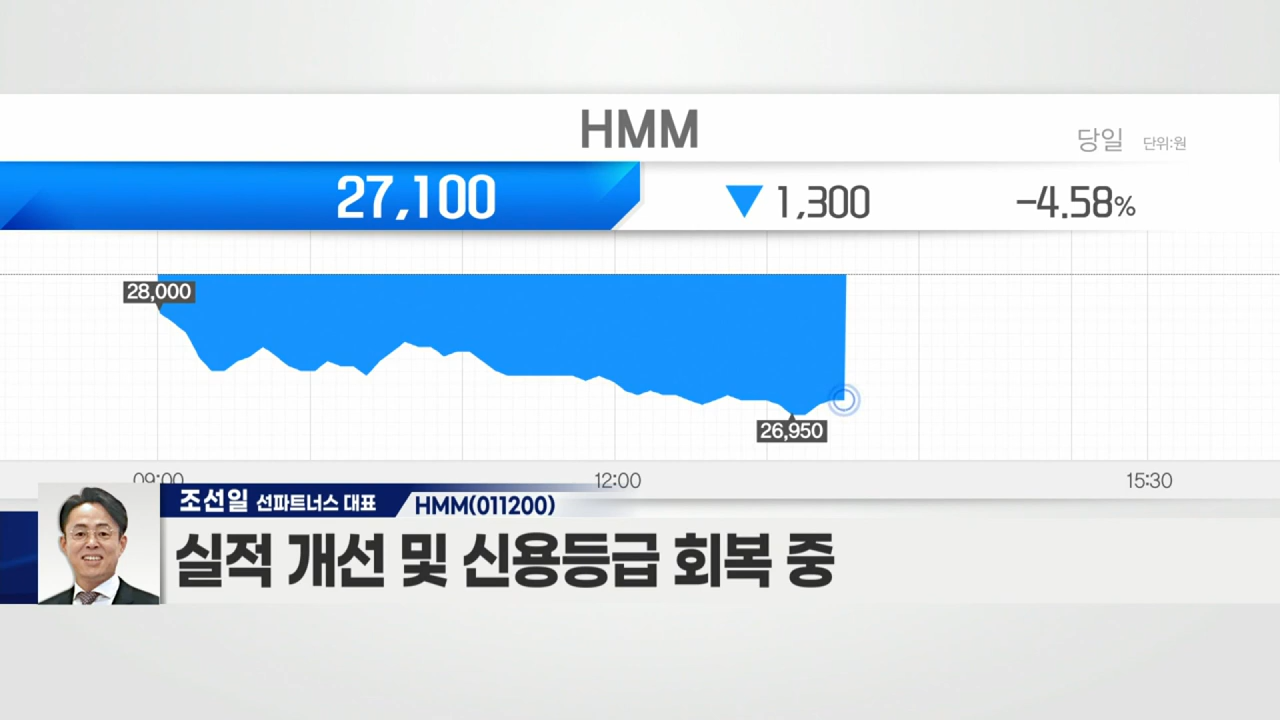 HMM
당일 단위:원
27,100 ▼ 1,300 -4.58%
28,000
26,950
09:00 12:00 15:30
조선일 선파트너스 대표 HMM(011200)
실적 개선 및 신용등급 회복 중